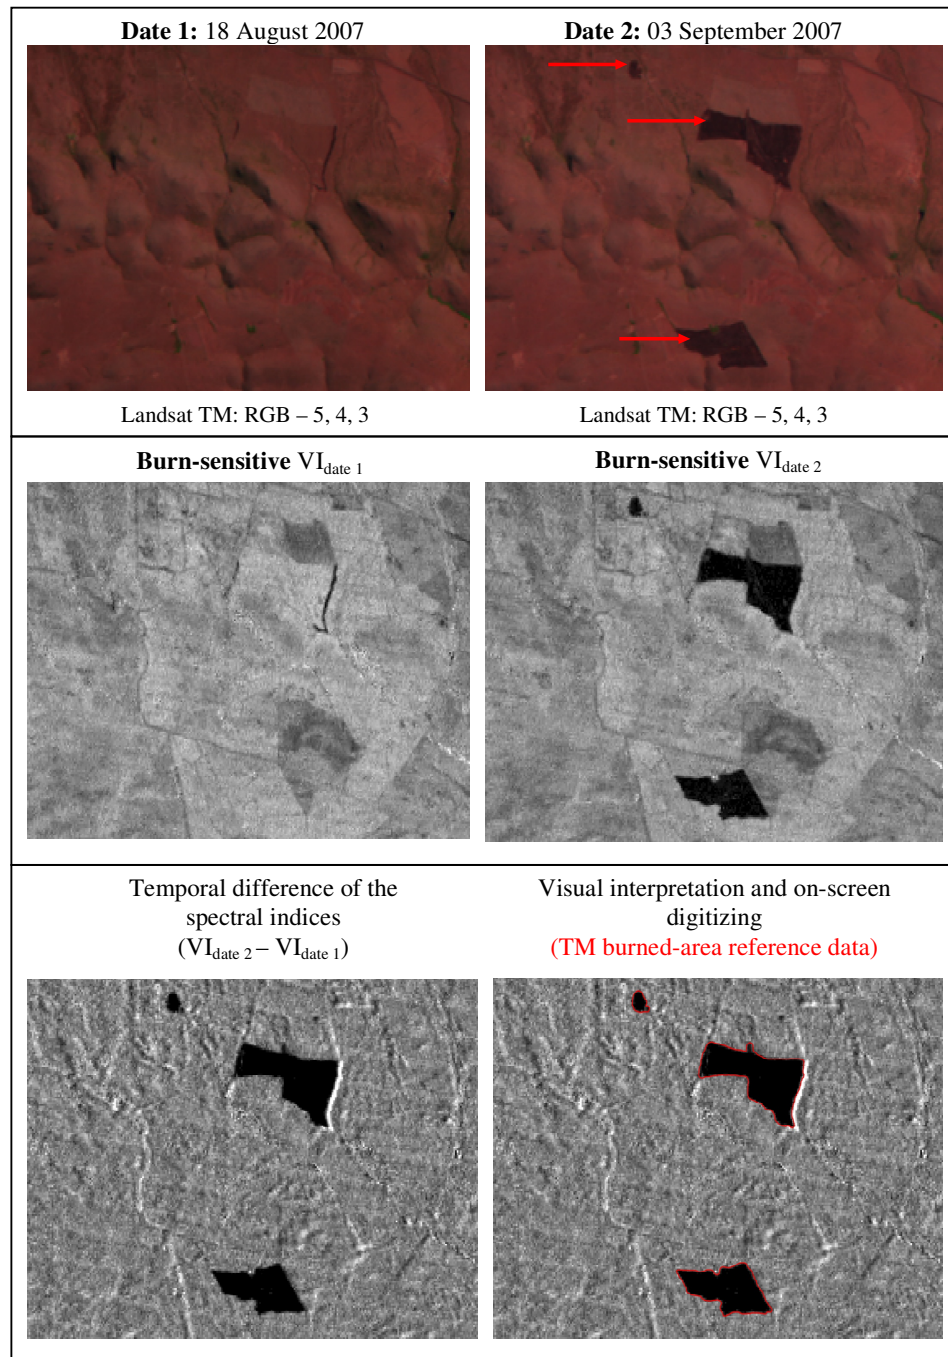 Date 1: 18 August 2007
Date 2: 03 September 2007
Landsat TM: RGB – 5, 4, 3
Landsat TM: RGB – 5, 4, 3
Burn-sensitive VIdate 1
Burn-sensitive VIdate 2
Temporal difference of the
spectral indices
(VIdate 2 – VIdate 1)
Visual interpretation and on-screen
digitizing
(TM burned-area reference data)